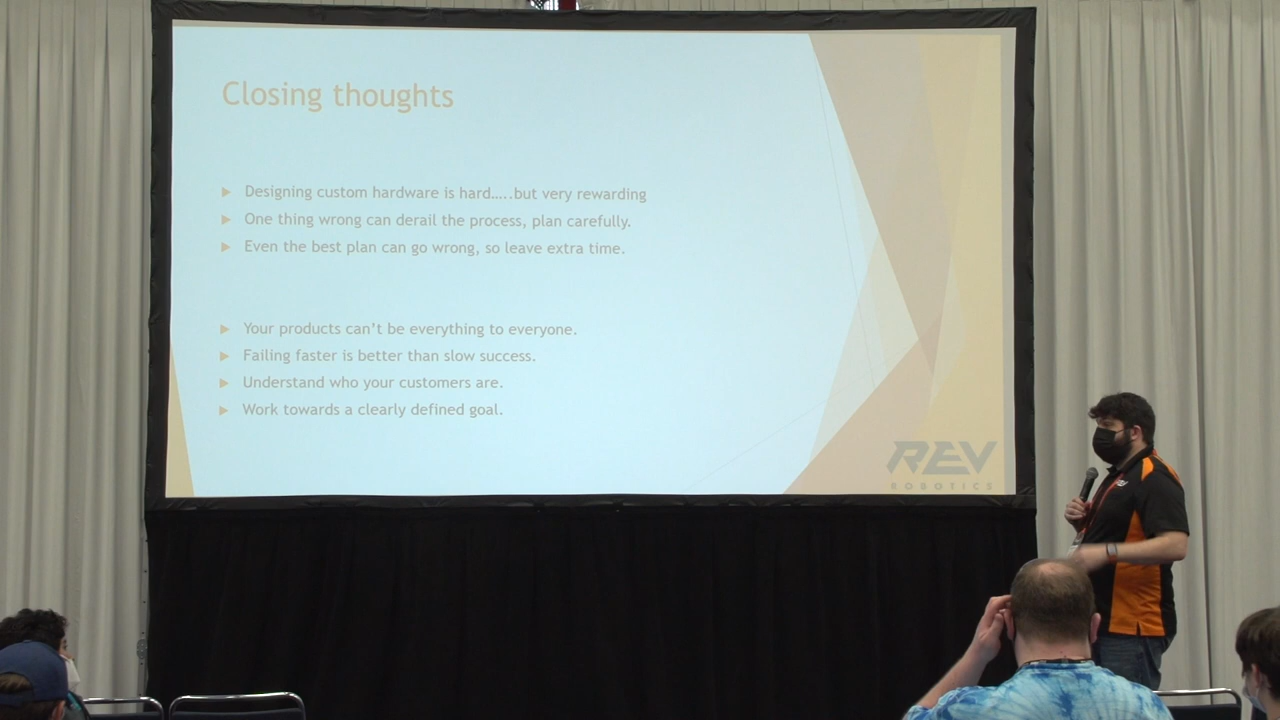 Closing thoughts
Designing custom hardware is hard…..but very rewarding
One thing wrong can derail the process, plan carefully.
Even the best plan can go wrong, so leave extra time.
Your products can’t be everything to everyone.
Failing faster is better than slow success.
Understand who your customers are.
Work towards a clearly defined goal.
REV
ROBOTICS